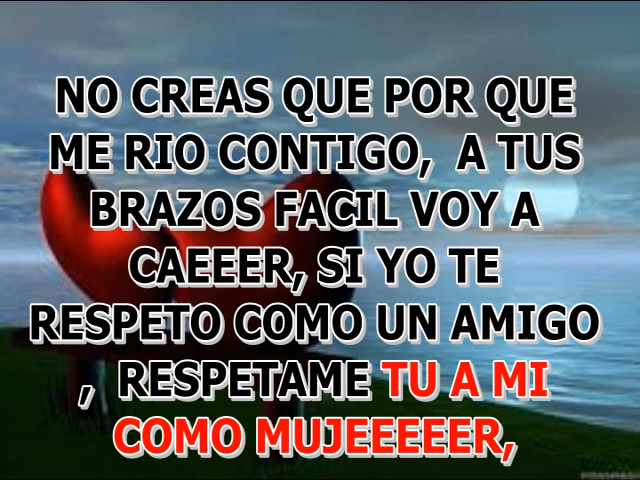 NO CREAS QUE POR QUE
ME RIO CONTIGO,  A TUS
BRAZOS FACIL VOY A
CAEEER, SI YO TE
RESPETO COMO UN AMIGO
,  RESPETAME TU A MI
COMO MUJEEEEER,